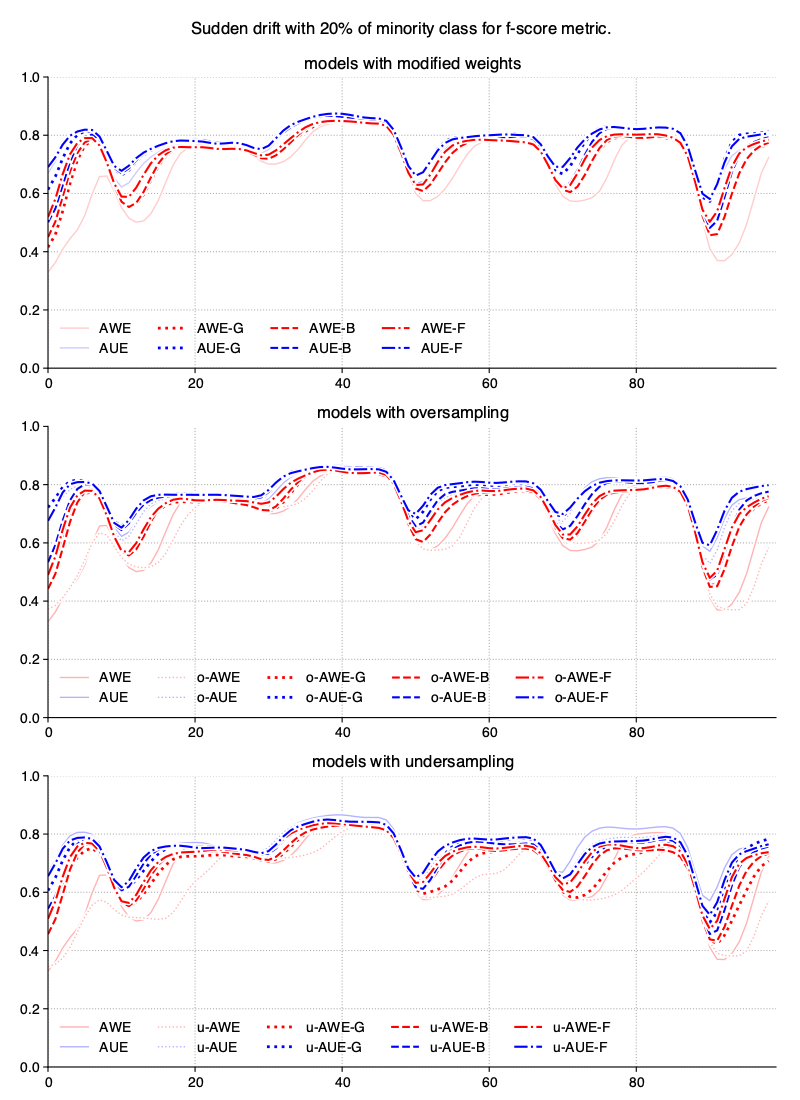 Sudden drift with 20% of minority class for f-score metric.
models with modified weights
1.0
0.8
0.6
0.4
0.2
0.0
AWE AWE-G AWE-B AWE-F
AUE AUE-G AUE-B AUE-F
0 20 40 60 80
models with oversampling
1.0
0.8
0.6
0.4
0.2
0.0
AWE o-AWE o-AWE-G o-AWE-B o-AWE-F
AUE o-AUE o-AUE-G o-AUE-B o-AUE-F
0 20 40 60 80
models with undersampling
1.0
0.8
0.6
0.4
0.2
0.0
AWE u-AWE u-AWE-G u-AWE-B u-AWE-F
AUE u-AUE u-AUE-G u-AUE-B u-AUE-F
0 20 40 60 80